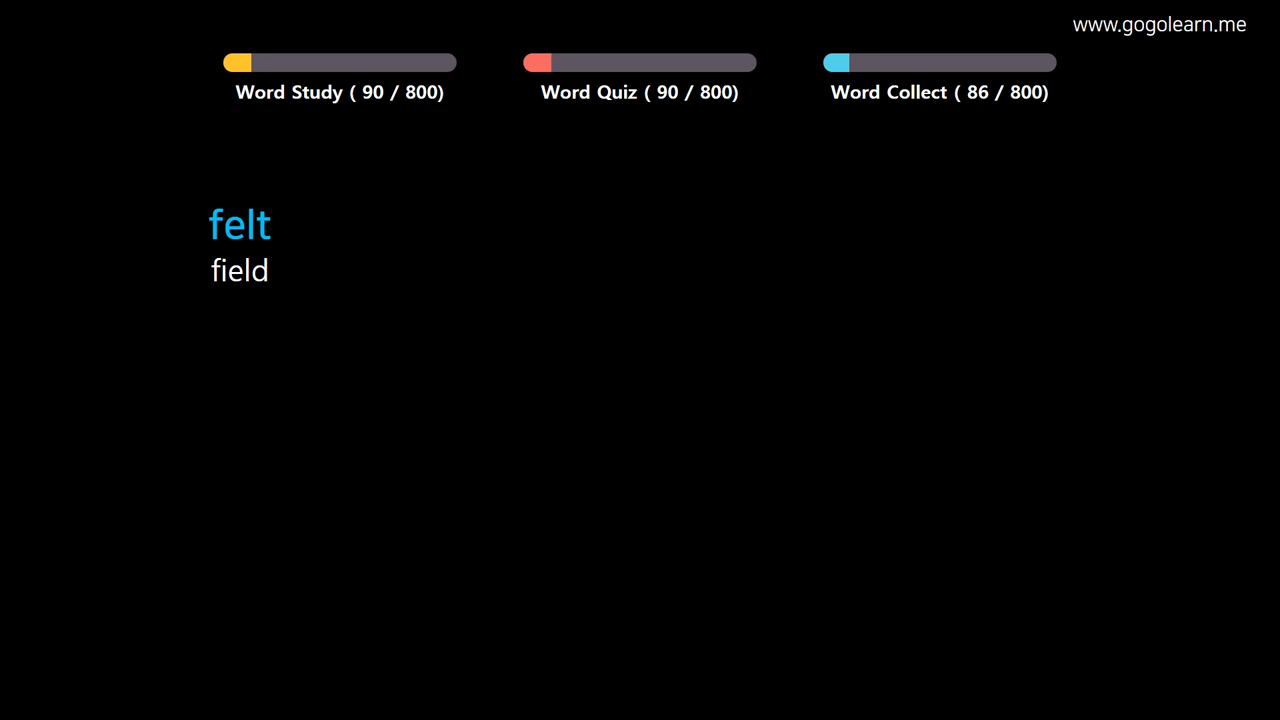 www.gogolearn.me
Word Study ( 90 / 800)
Word Quiz ( 90 / 800)
Word Collect ( 86 / 800)
felt
field